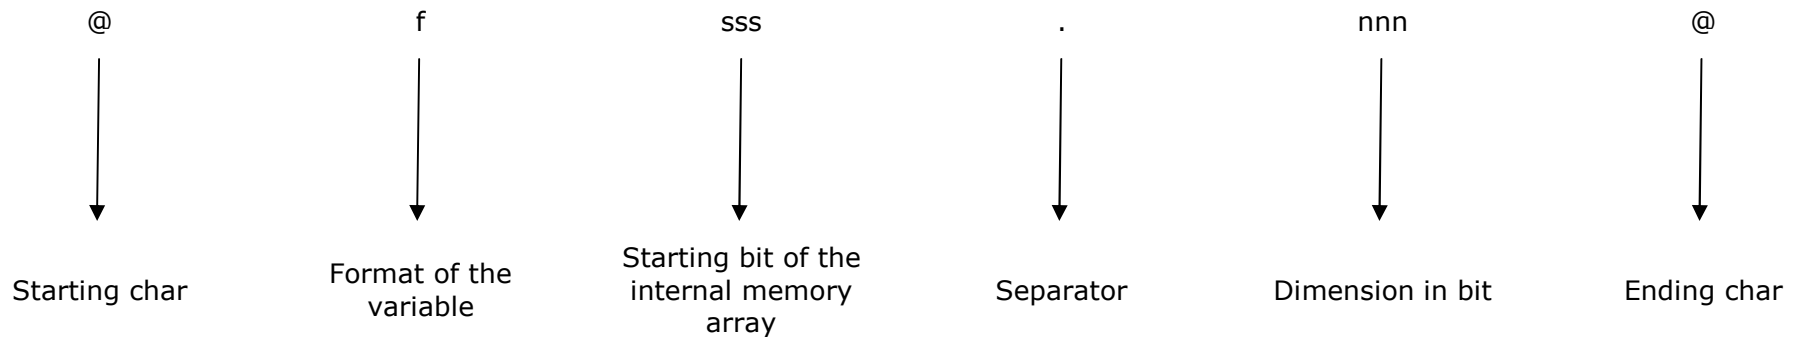 @ f sss . nnn @
Starting char
Format of the
variable
Starting bit of the
internal memory
array
Separator
Dimension in bit
Ending char